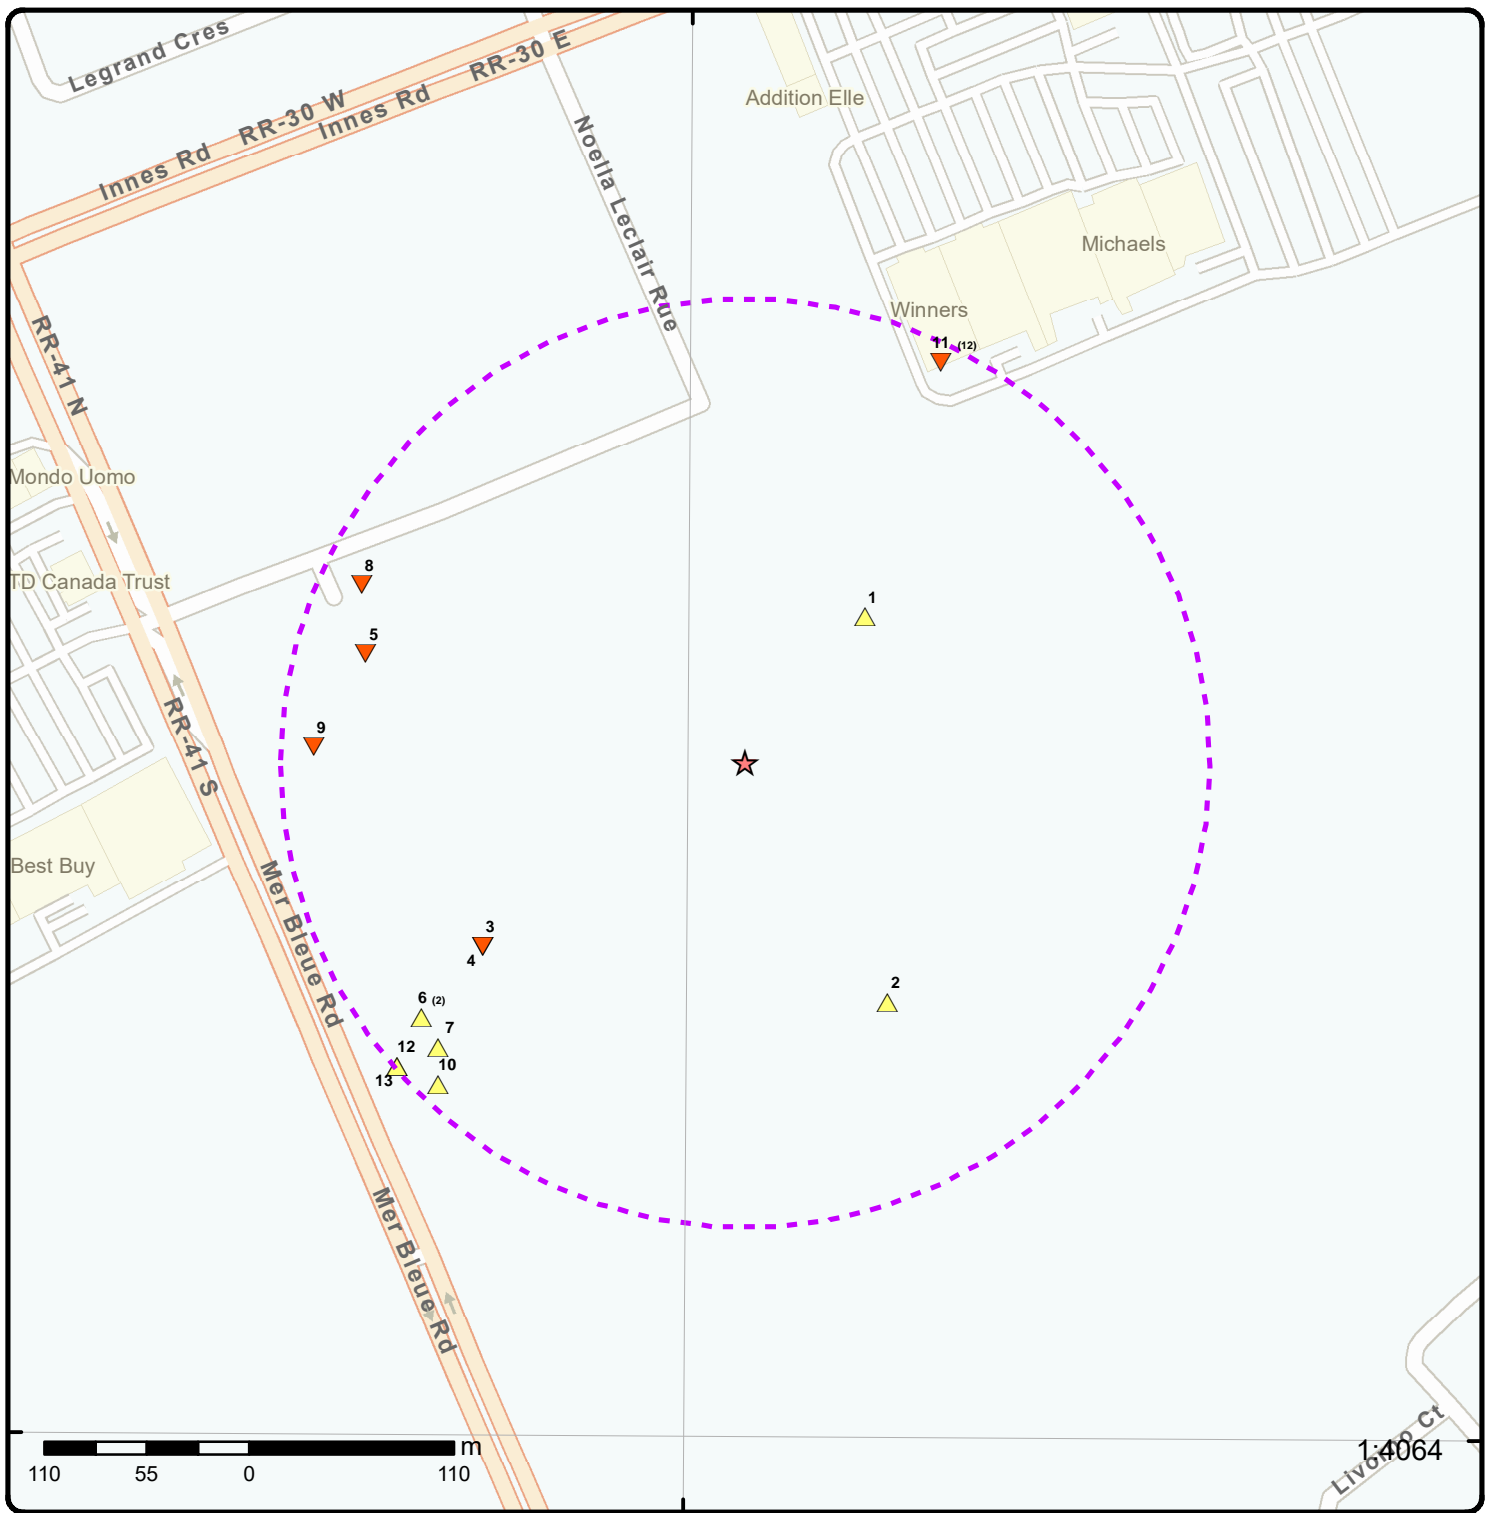 Legrand Cres
RR-30 E
RR-30 W
Innes Rd
Innes Rd
Noella Leclair Rue
Addition Elle
Michaels
Winners
11 (12)
RR-41 N
Mondo Uomo
TD Canada Trust
8
1
5
9
RR-41 S
Best Buy
Mer Bleue Rd
3
4
2
6 (2)
7
12
10
13
Mer Bleue Rd
m
110 55 0 110
1:4064